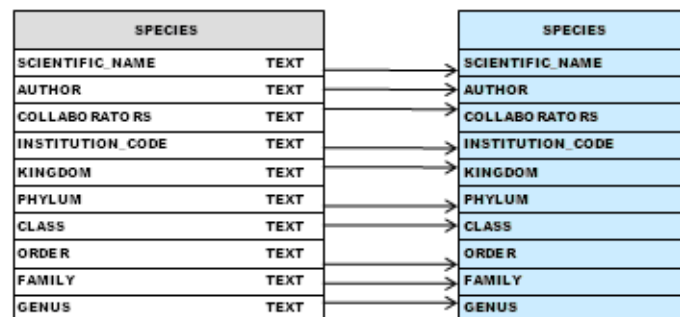 SPECIES
SCIENTIFIC_NAME TEXT
AUTHOR TEXT
COLLABORATORS TEXT
INSTITUTION_CODE TEXT
KINGDOM TEXT
PHYLUM TEXT
CLASS TEXT
ORDER TEXT
FAMILY TEXT
GENUS TEXT
SPECIES
SCIENTIFIC_NAME
AUTHOR
COLLABORATORS
INSTITUTION_CODE
KINGDOM
PHYLUM
CLASS
ORDER
FAMILY
GENUS